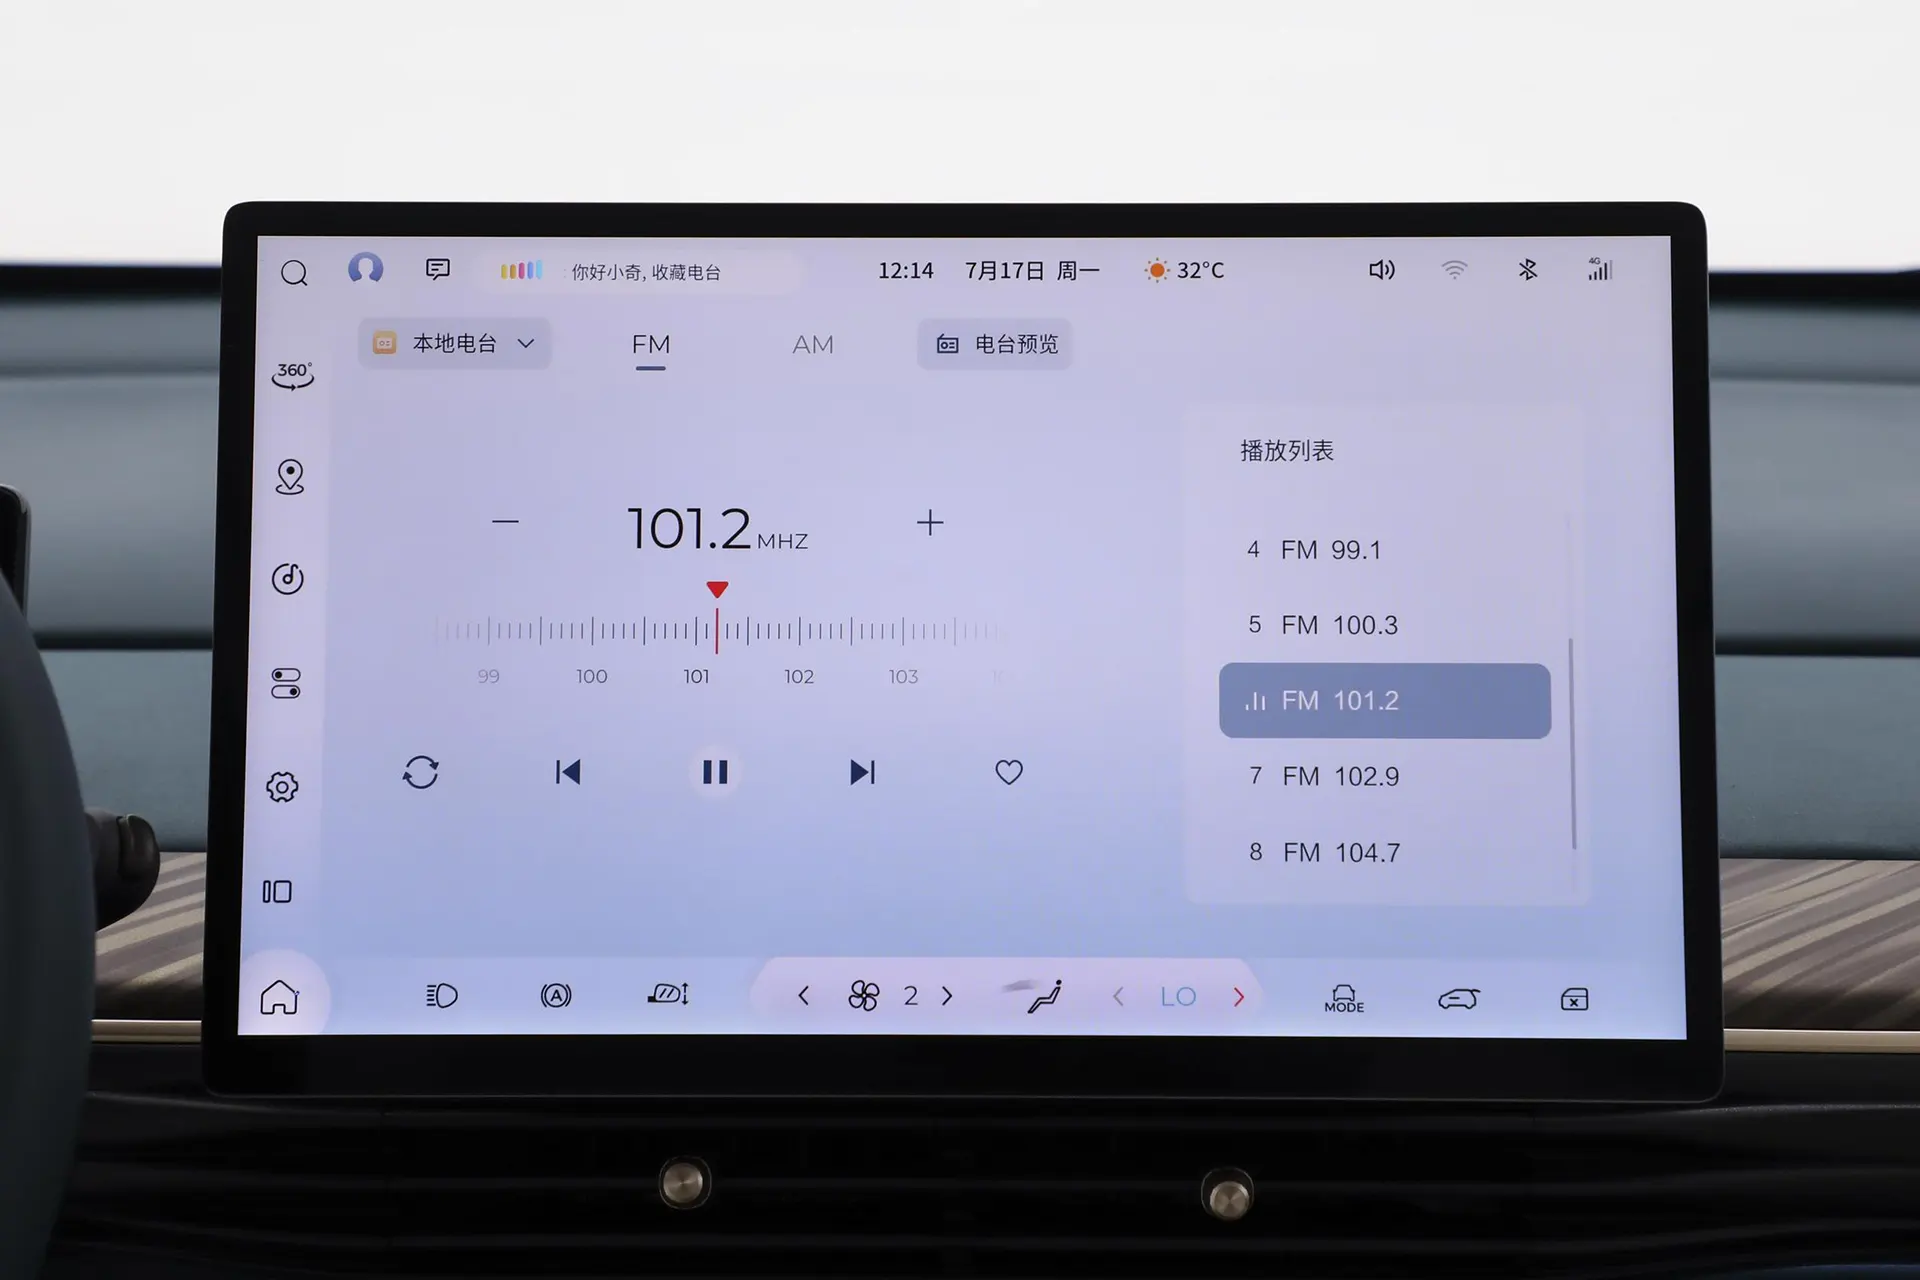 你好小奇, 收藏电台
12:14 7月17日 周一 32°C
4G
本地电台 FM AM 电台预览
360°
播放列表
101.2 MHZ
99 100 101 102 103
4 FM 99.1
5 FM 100.3
FM 101.2
7 FM 102.9
8 FM 104.7
A 2 LO MODE